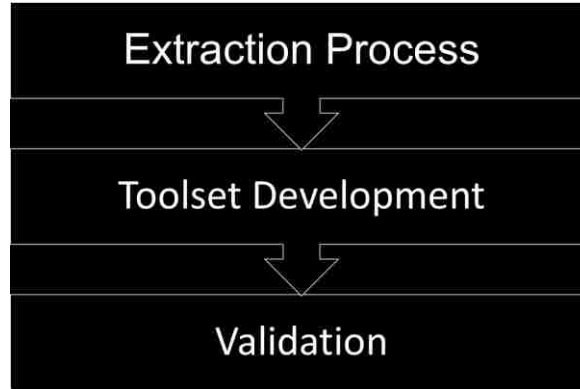 Extraction Process
Toolset Development
Validation